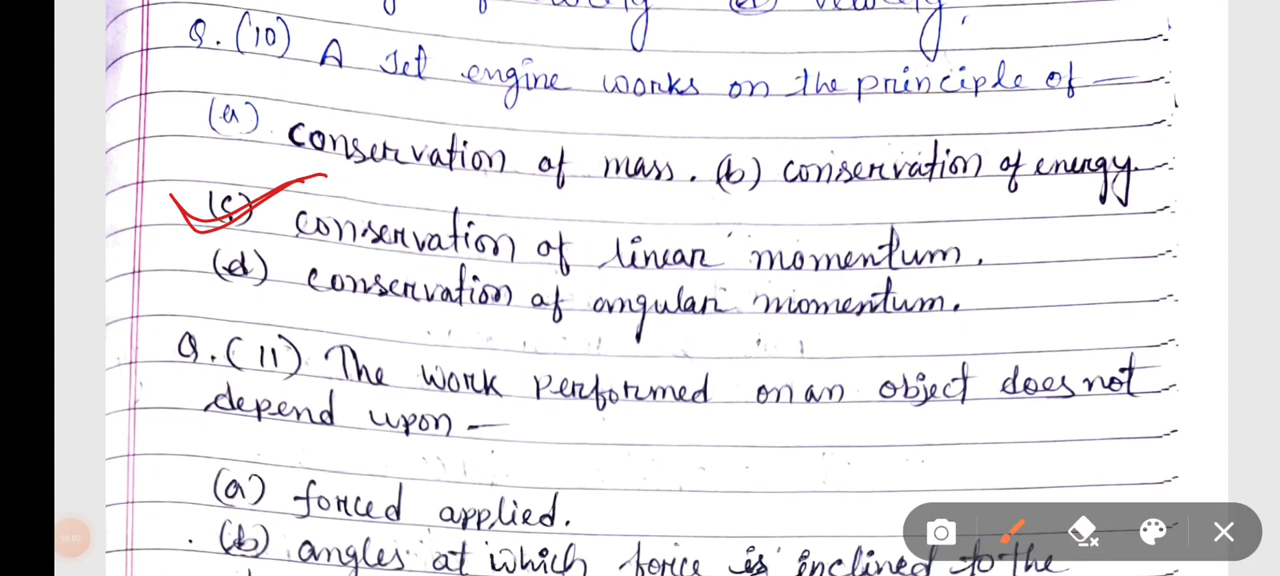 Q. (10) A Jet engine works on the principle of —
(a) conservation of mass. (b) conservation of energy.
(c) conservation of linear momentum.
(d) conservation of angular momentum.
Q. (11) The work performed on an object does not
depend upon —
(a) forced applied.
(b) angles at which force is inclined to the